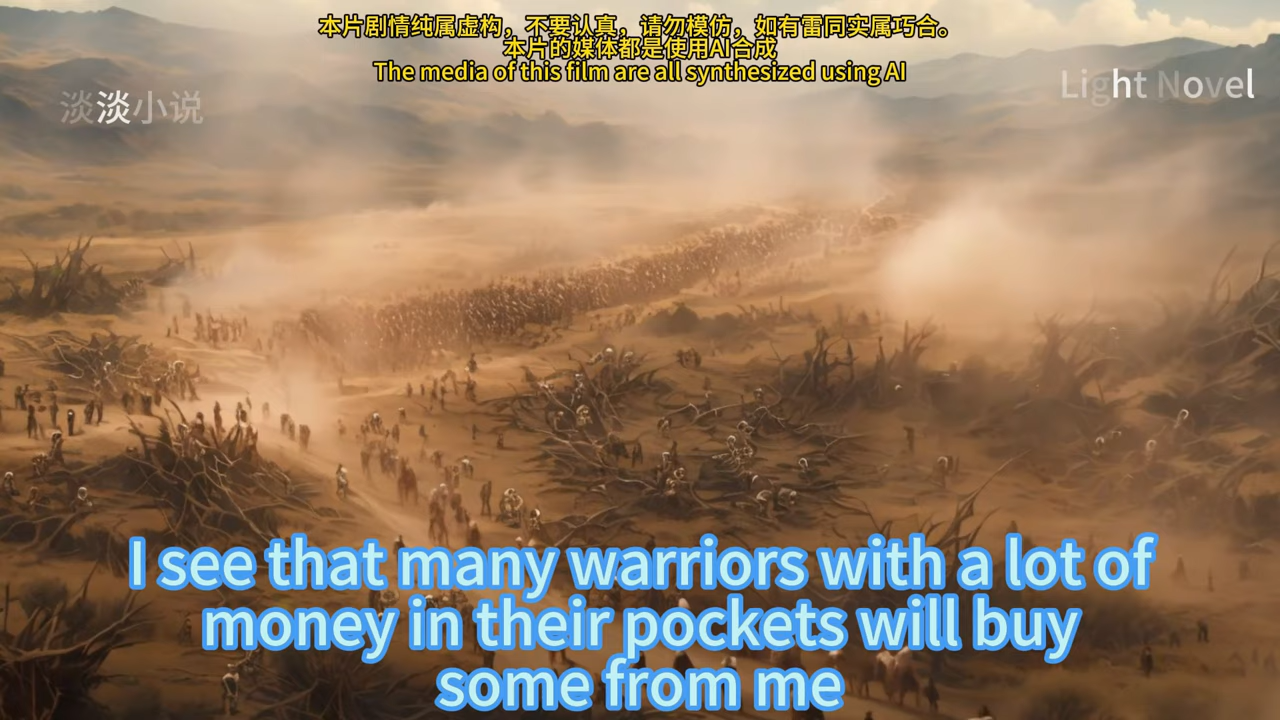 本片剧情纯属虚构，不要认真，请勿模仿，如有雷同实属巧合。
本片的媒体都是使用AI合成
The media of this film are all synthesized using AI
淡淡小说
Light Novel
I see that many warriors with a lot of
money in their pockets will buy
some from me